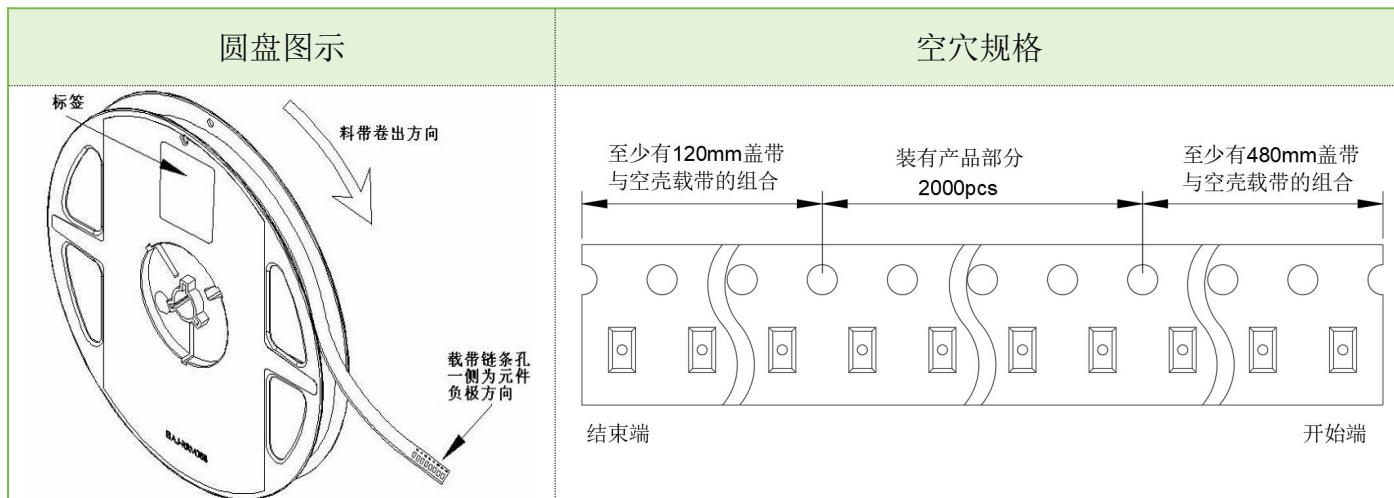 圆盘图示
空穴规格
标签
料带卷出方向
载带链条孔
一侧为元件
负极方向
至少有120mm盖带
与空壳载带的组合
装有产品部分
2000pcs
至少有480mm盖带
与空壳载带的组合
结束端
开始端